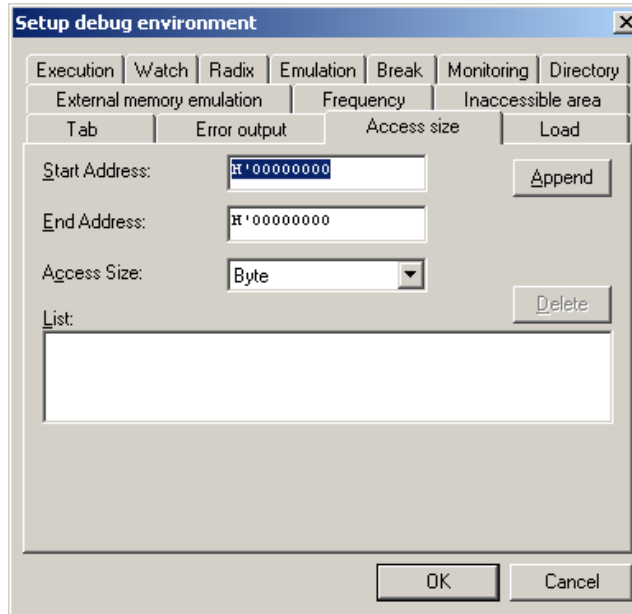 Setup debug environment
Execution Watch Radix Emulation Break Monitoring Directory
External memory emulation Frequency Inaccessible area
Tab Error output Access size Load
Start Address: H'00000000 Append
End Address: H'00000000
Access Size: Byte
Delete
List:
OK Cancel